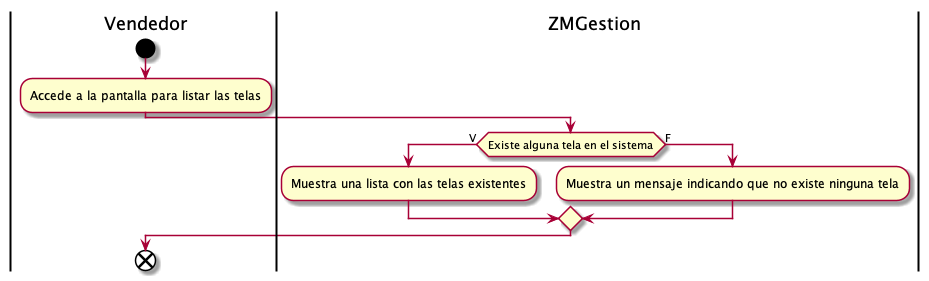 Vendedor
ZMGestion
Accede a la pantalla para listar las telas
V
Existe alguna tela en el sistema
F
Muestra una lista con las telas existentes
Muestra un mensaje indicando que no existe ninguna tela